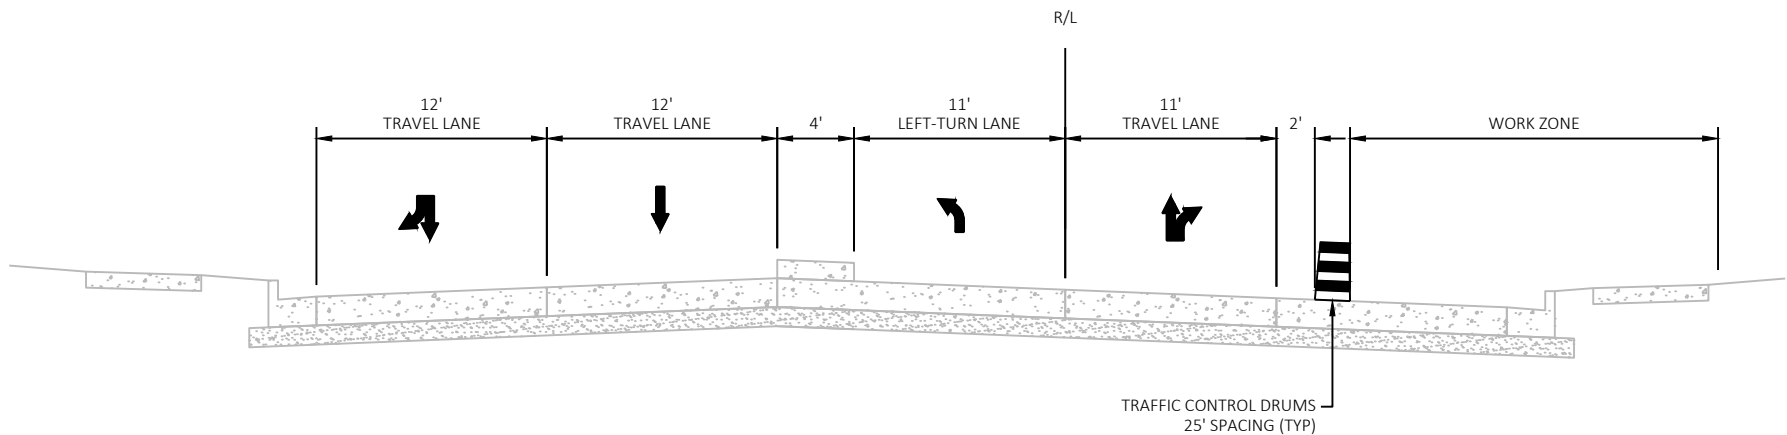 R/L
12'
TRAVEL LANE
12'
TRAVEL LANE
4'
11'
LEFT-TURN LANE
11'
TRAVEL LANE
2'
WORK ZONE
TRAFFIC CONTROL DRUMS
25' SPACING (TYP)